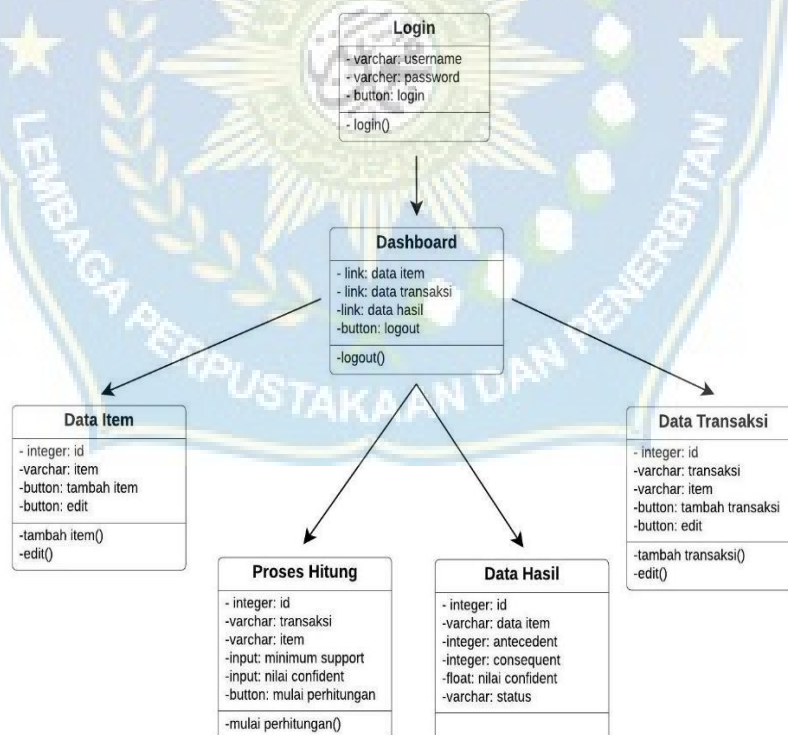 Login
- varchar: username
- varcher: password
- button: login
- login()
LEMBAGA PERPUSTAKAAN DAN PENERBITAN
Dashboard
- link: data item
- link: data transaksi
-link: data hasil
-button: logout
-logout()
Data Item
- integer: id
-varchar: item
-button: tambah item
-button: edit
-tambah item()
-edit()
Data Transaksi
- integer: id
-varchar: transaksi
-varchar: item
-button: tambah transaksi
-button: edit
-tambah transaksi()
-edit()
Proses Hitung
- integer: id
-varchar: transaksi
-varchar: item
-input: minimum support
-input: nilai confident
-button: mulai perhitungan
-mulai perhitungan()
Data Hasil
- integer: id
-varchar: data item
-integer: antecedent
-integer: consequent
-float: nilai confident
-varchar: status